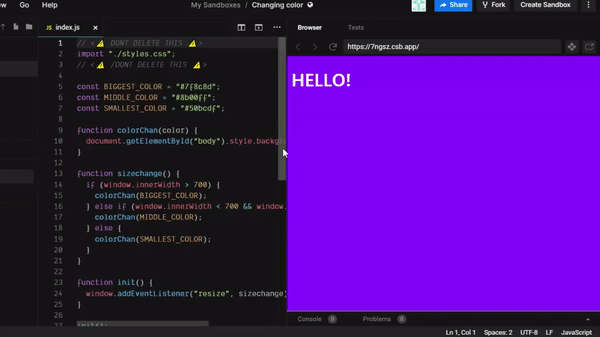 ew Go Help
My Sandboxes / Changing color
Share Fork Create Sandbox
JS index.js
Browser Tests
https://7ngsz.csb.app/
1 // < DONT DELETE THIS >
2 import "./styles.css";
3 // < /DONT DELETE THIS >
4
5 const BIGGEST_COLOR = "#7f8c8d";
6 const MIDDLE_COLOR = "#8b00ff";
7 const SMALLEST_COLOR = "#50bcdf";
8
9 function colorChan(color) {
10 document.getElementById("body").style.backg
11 }
12
13 function sizechange() {
14 if (window.innerWidth > 700) {
15 colorChan(BIGGEST_COLOR);
16 } else if (window.innerWidth < 700 && window.
17 colorChan(MIDDLE_COLOR);
18 } else {
19 colorChan(SMALLEST_COLOR);
20 }
21 }
22
23 function init() {
24 window.addEventListener("resize", sizechange)
25 }
26
27 init();
HELLO!
Console 0 Problems 0
Ln 1, Col 1 Spaces: 2 UTF-8 LF JavaScript